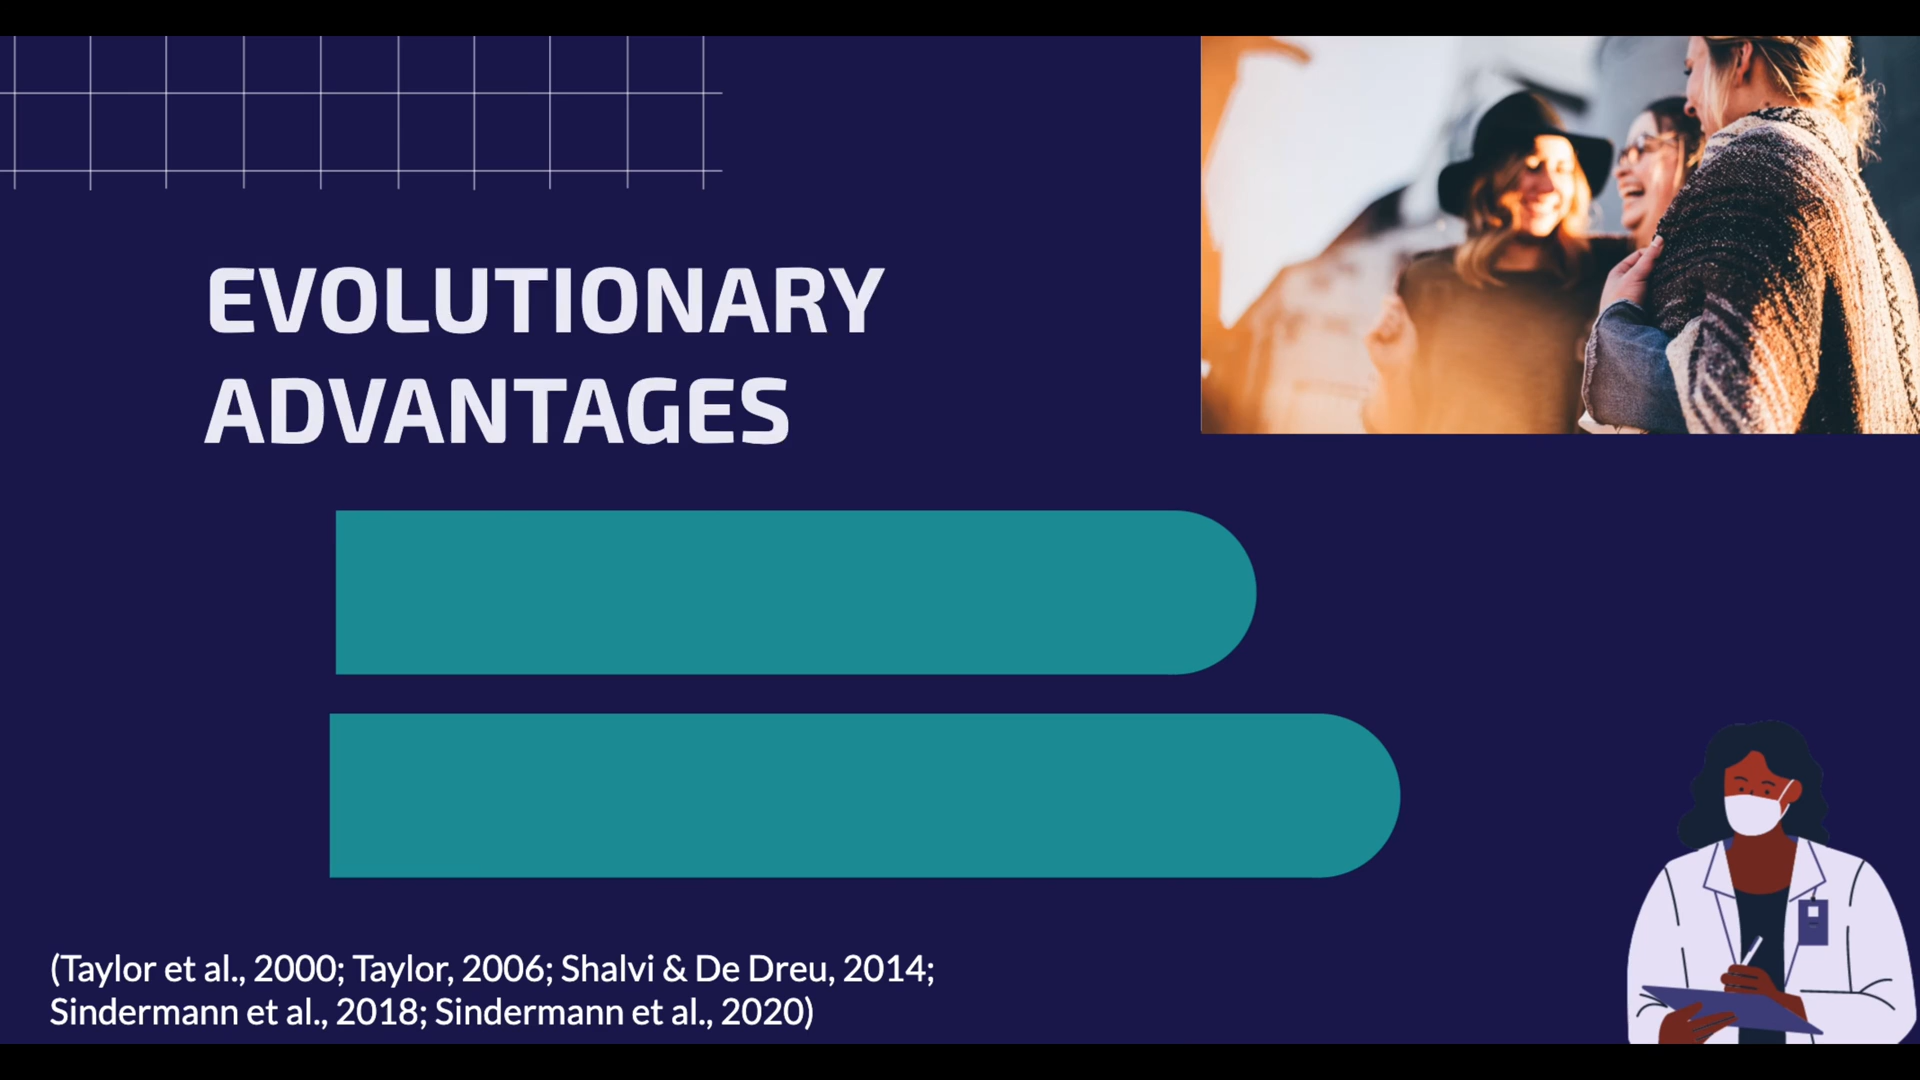 EVOLUTIONARY
ADVANTAGES
(Taylor et al., 2000; Taylor, 2006; Shalvi & De Dreu, 2014;
Sindermann et al., 2018; Sindermann et al., 2020)